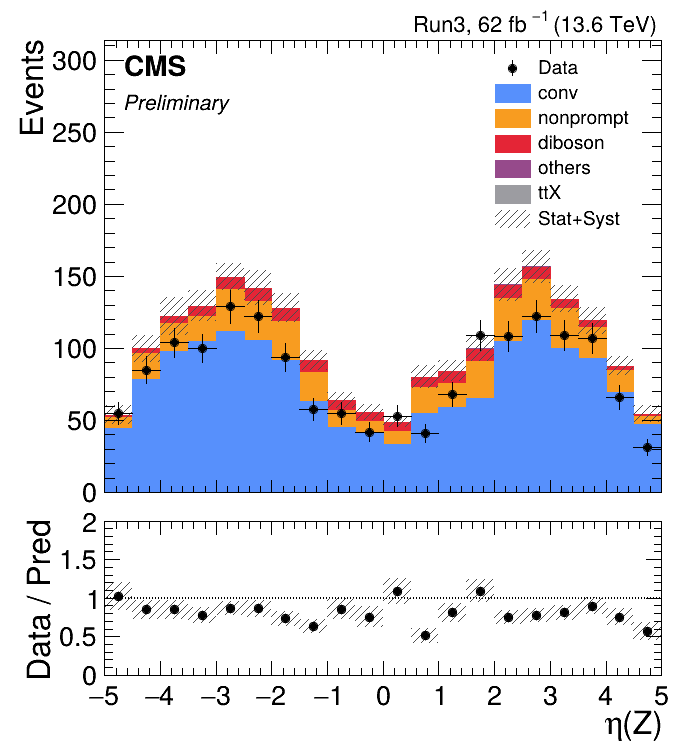 Run3, 62 fb⁻¹ (13.6 TeV)
CMS
Preliminary
Events
300
250
200
150
100
50
0
Data
conv
nonprompt
diboson
others
ttX
Stat+Syst
Data / Pred
2
1.5
1
0.5
0
−5 −4 −3 −2 −1 0 1 2 3 4 5
η(Z)